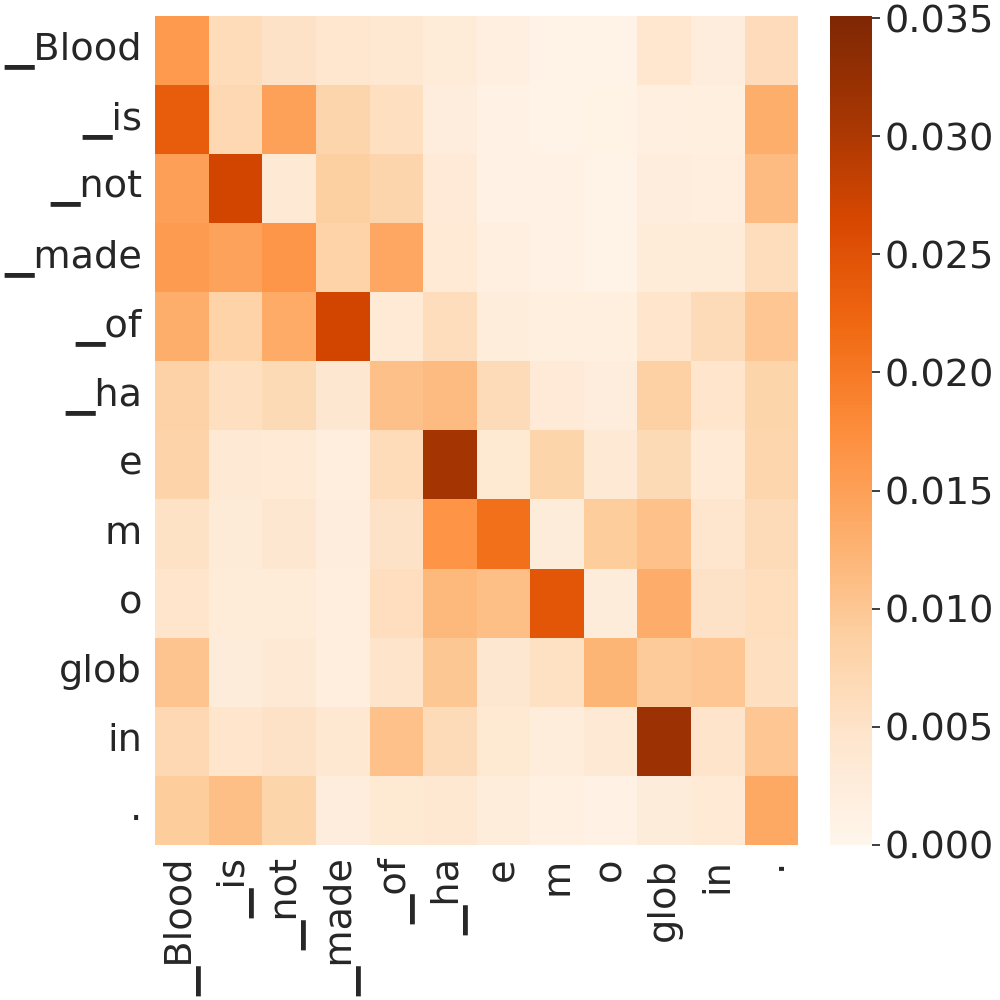 _Blood
_is
_not
_made
_of
_ha
e
m
o
glob
in
.
_Blood
_is
_not
_made
_of
_ha
e
m
o
glob
in
.
0.035
0.030
0.025
0.020
0.015
0.010
0.005
0.000